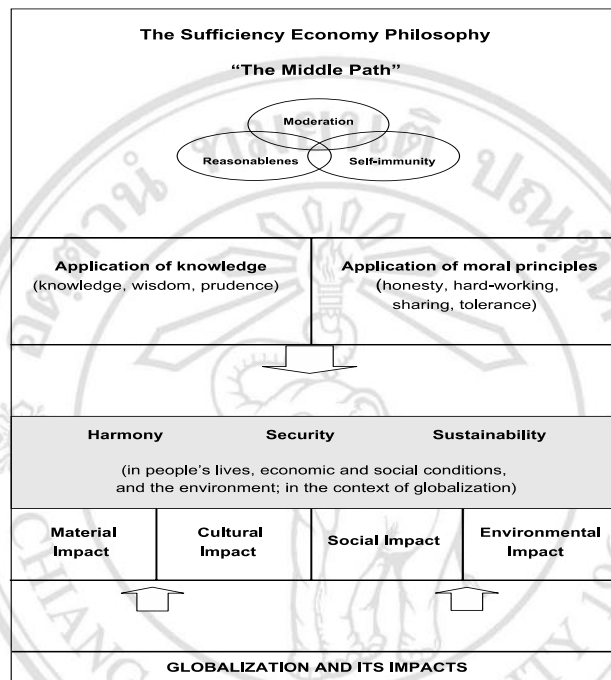 The Sufficiency Economy Philosophy
“The Middle Path”
Moderation
Reasonablenes Self-immunity
Application of knowledge
(knowledge, wisdom, prudence)
Application of moral principles
(honesty, hard-working,
sharing, tolerance)
Harmony Security Sustainability
(in people’s lives, economic and social conditions,
and the environment; in the context of globalization)
Material
Impact
Cultural
Impact
Social Impact
Environmental
Impact
GLOBALIZATION AND ITS IMPACTS